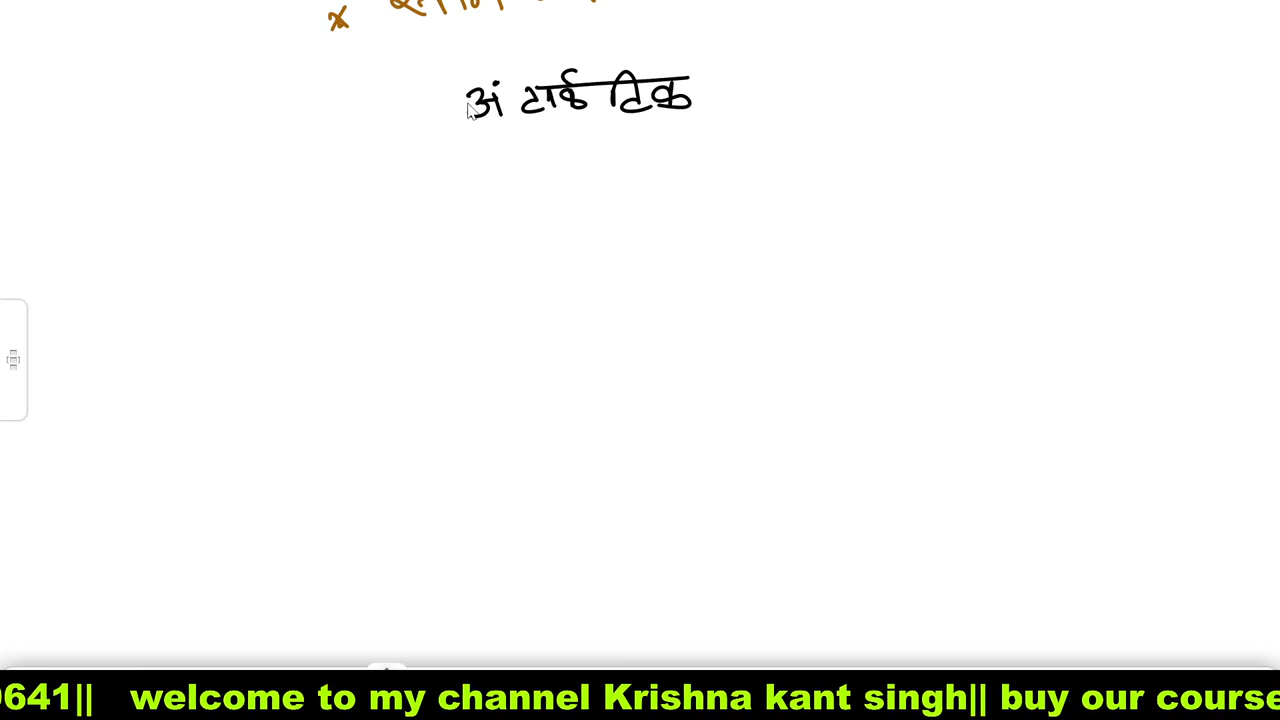 अंटार्कटिक
0641|| welcome to my channel Krishna kant singh|| buy our course